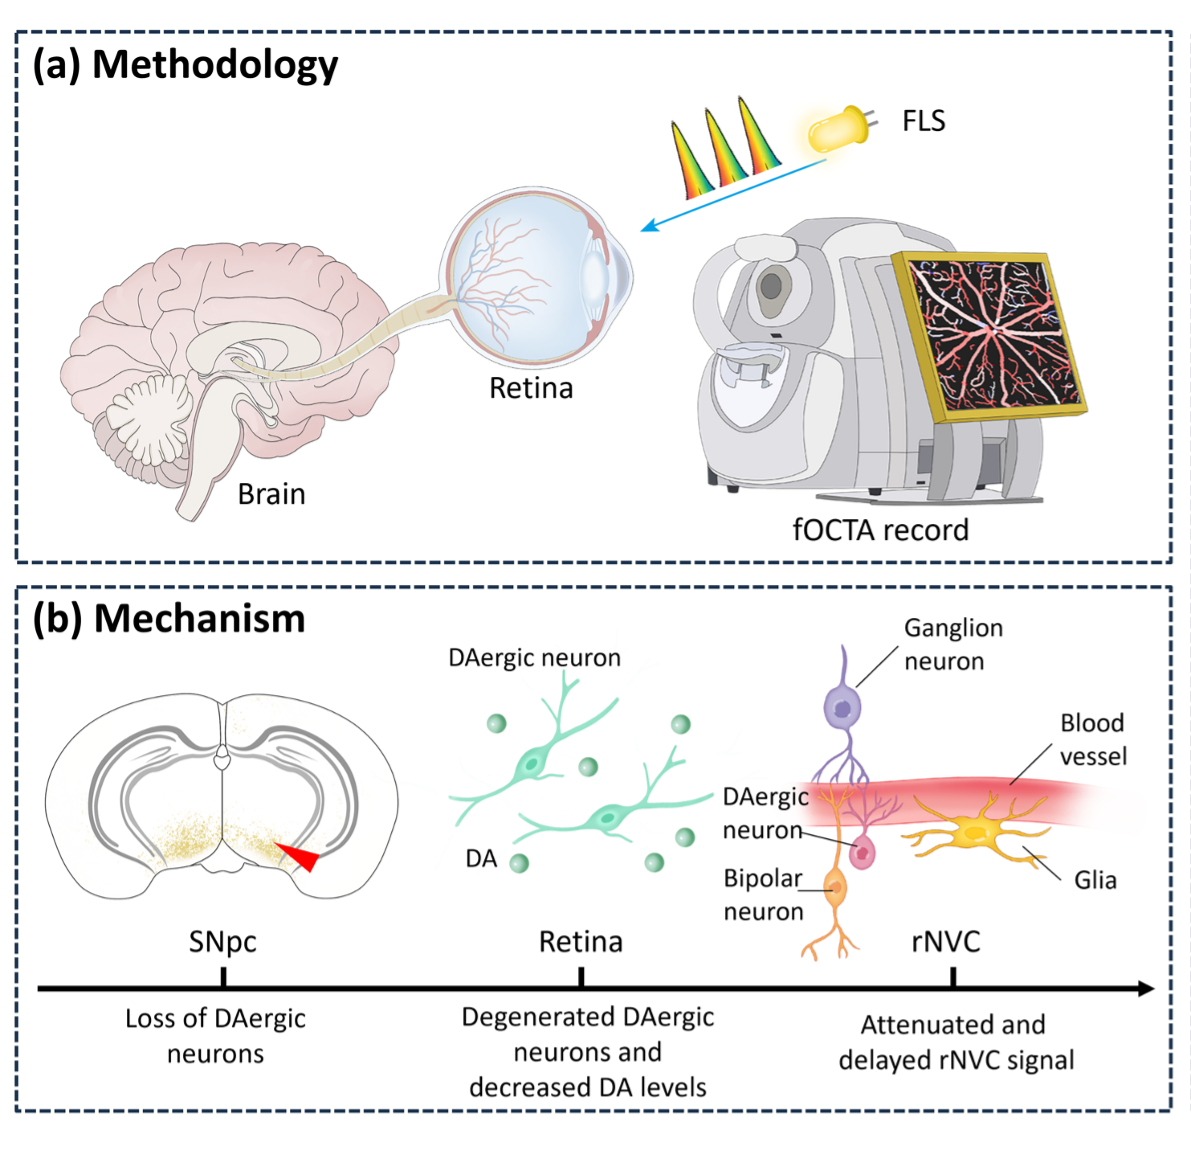 (a) Methodology
FLS
Retina
Brain
fOCTA record
(b) Mechanism
DAergic neuron
DA
Ganglion
neuron
Blood
vessel
DAergic
neuron
Bipolar
neuron
Glia
SNpc
Retina
rNVC
Loss of DAergic
neurons
Degenerated DAergic
neurons and
decreased DA levels
Attenuated and
delayed rNVC signal